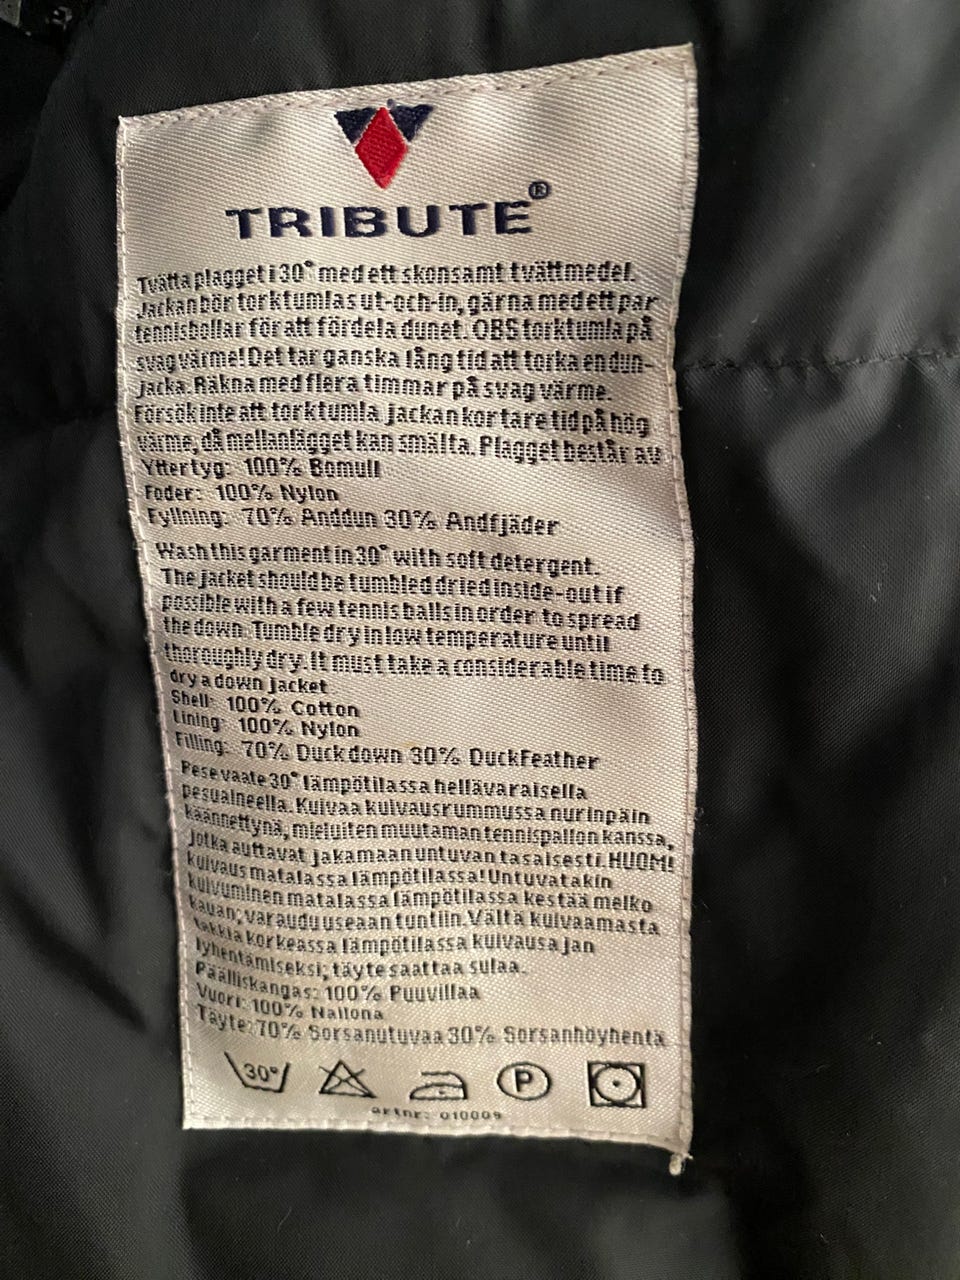 TRIBUTE®
Tvätta plagget i 30° med ett skonsamt tvättmedel.
Jackan bör torktumlas ut-och-in, gärna med ett par
tennisbollar för att fördela dunet. OBS torktumla på
svag värme! Det tar ganska lång tid att torka en dun-
jacka. Räkna med flera timmar på svag värme.
Försök inte att torktumla jackan kortare tid på hög
värme, då mellanlägget kan smälta. Plagget består av
Yttertyg: 100% Bomull
Foder: 100% Nylon
Fyllning: 70% Anddun 30% Andfjäder
Wash this garment in 30° with soft detergent.
The jacket should be tumbled dried inside-out if
possible with a few tennis balls in order to spread
the down. Tumble dry in low temperature until
thoroughly dry. It must take a considerable time to
dry a down jacket
Shell: 100% Cotton
Lining: 100% Nylon
Filling: 70% Duck down 30% DuckFeather
Pese vaate 30° lämpötilassa hellävaraisella
pesuaineella. Kuivaa kuivausrummussa nurinpäin
käännettynä, mieluiten muutaman tennispallon kanssa,
jotka auttavat jakamaan untuvan tasaisesti. HUOM!
kuivaus matalassa lämpötilassa! Untuvatakin
kuivuminen matalassa lämpötilassa kestää melko
kauan; varaudu useaan tuntiin. Vältä kuivaamasta
takkia korkeassa lämpötilassa kuivausajan
lyhentämiseksi; täyte saattaa sulaa.
Päälliskangas: 100% Puuvillaa
Vuori: 100% Nailona
Täyte: 70% Sorsanutuvaa 30% Sorsanhöyhentä
30° P
artnr: 010009